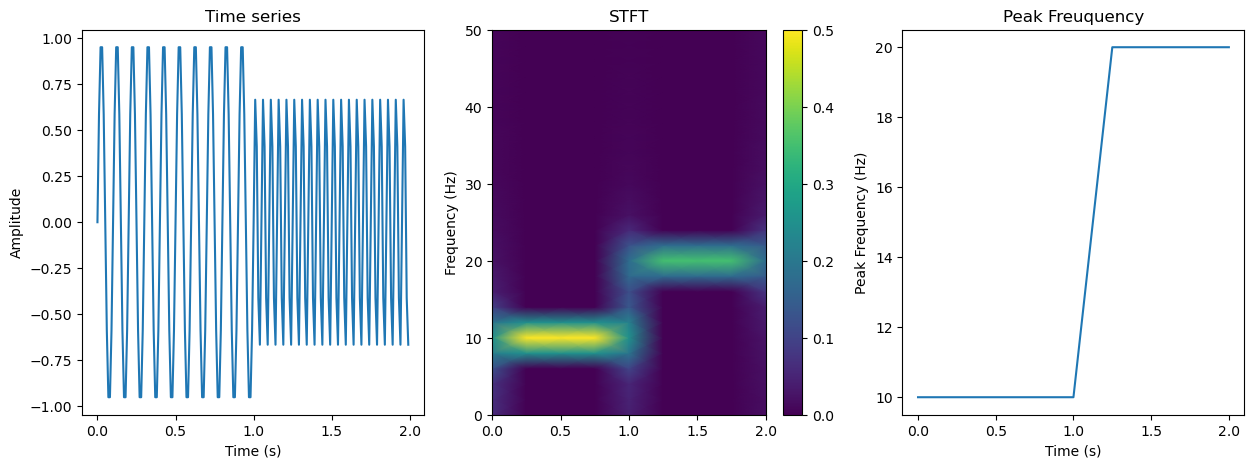 Time series
Amplitude
1.00
0.75
0.50
0.25
0.00
−0.25
−0.50
−0.75
−1.00
0.0 0.5 1.0 1.5 2.0
Time (s)
STFT
Frequency (Hz)
50
40
30
20
10
0
0.0 0.5 1.0 1.5 2.0
0.5
0.4
0.3
0.2
0.1
0.0
Peak Freuquency
Peak Frequency (Hz)
20
18
16
14
12
10
0.0 0.5 1.0 1.5 2.0
Time (s)